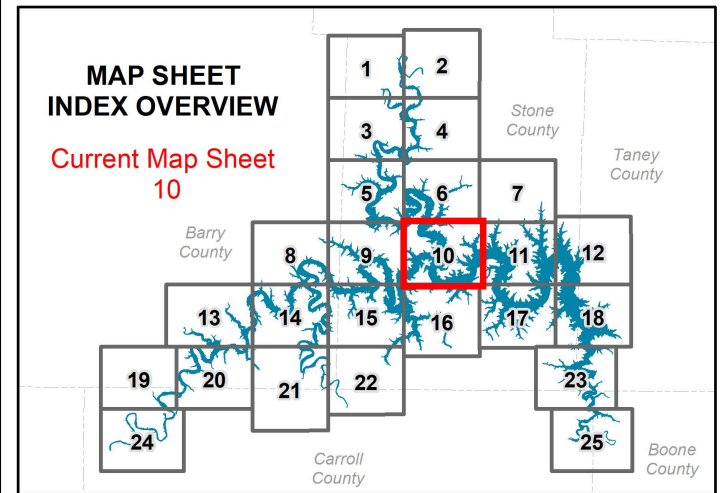 MAP SHEET
INDEX OVERVIEW
Current Map Sheet
10
1
2
3
4
Stone
County
Taney
County
5
6
7
Barry
County
8
9
10
11
12
13
14
15
16
17
18
19
20
21
22
23
24
25
Carroll
County
Boone
County